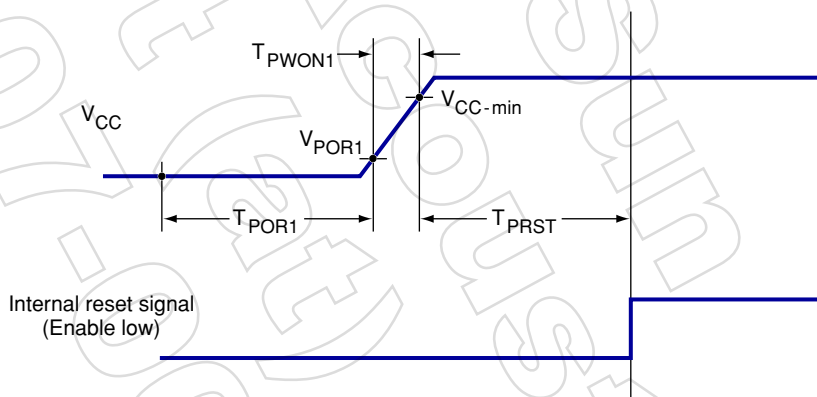 T_PWON1
V_CC
V_CC-min
V_POR1
T_POR1
T_PRST
Internal reset signal
(Enable low)